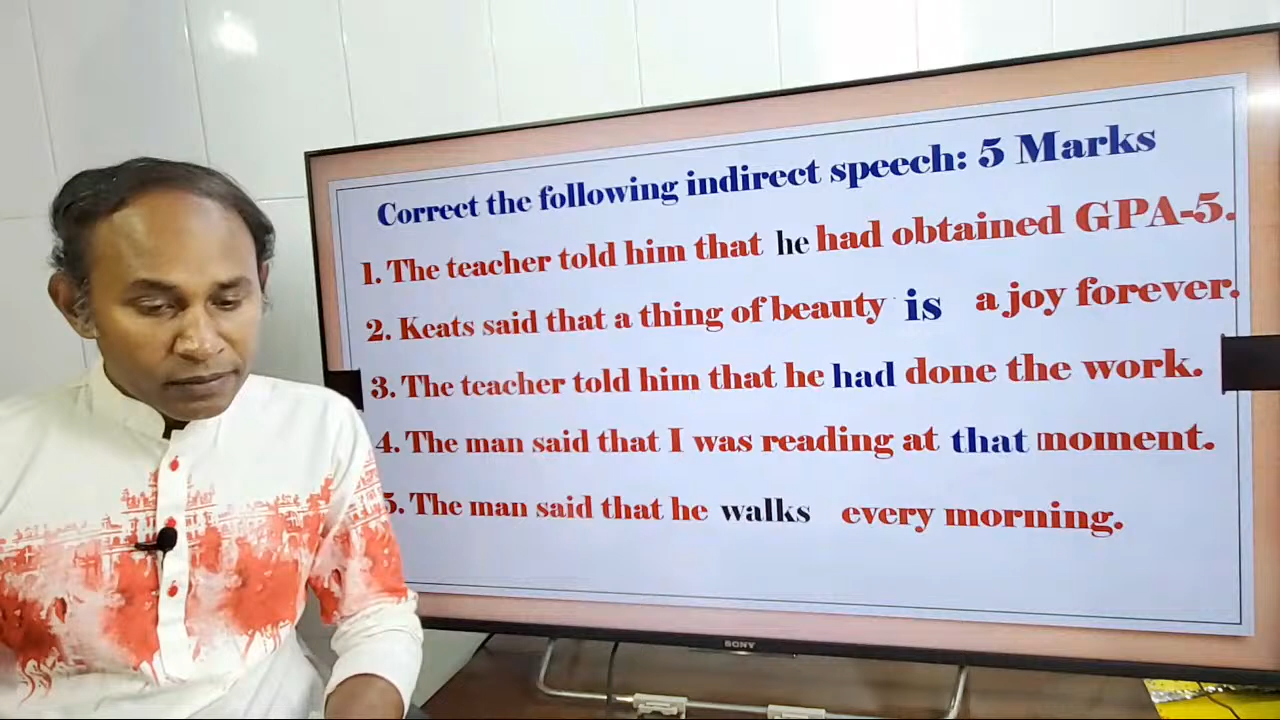 Correct the following indirect speech: 5 Marks
1. The teacher told him that he had obtained GPA-5.
2. Keats said that a thing of beauty is a joy forever.
3. The teacher told him that he had done the work.
4. The man said that I was reading at that moment.
5. The man said that he walks every morning.
SONY